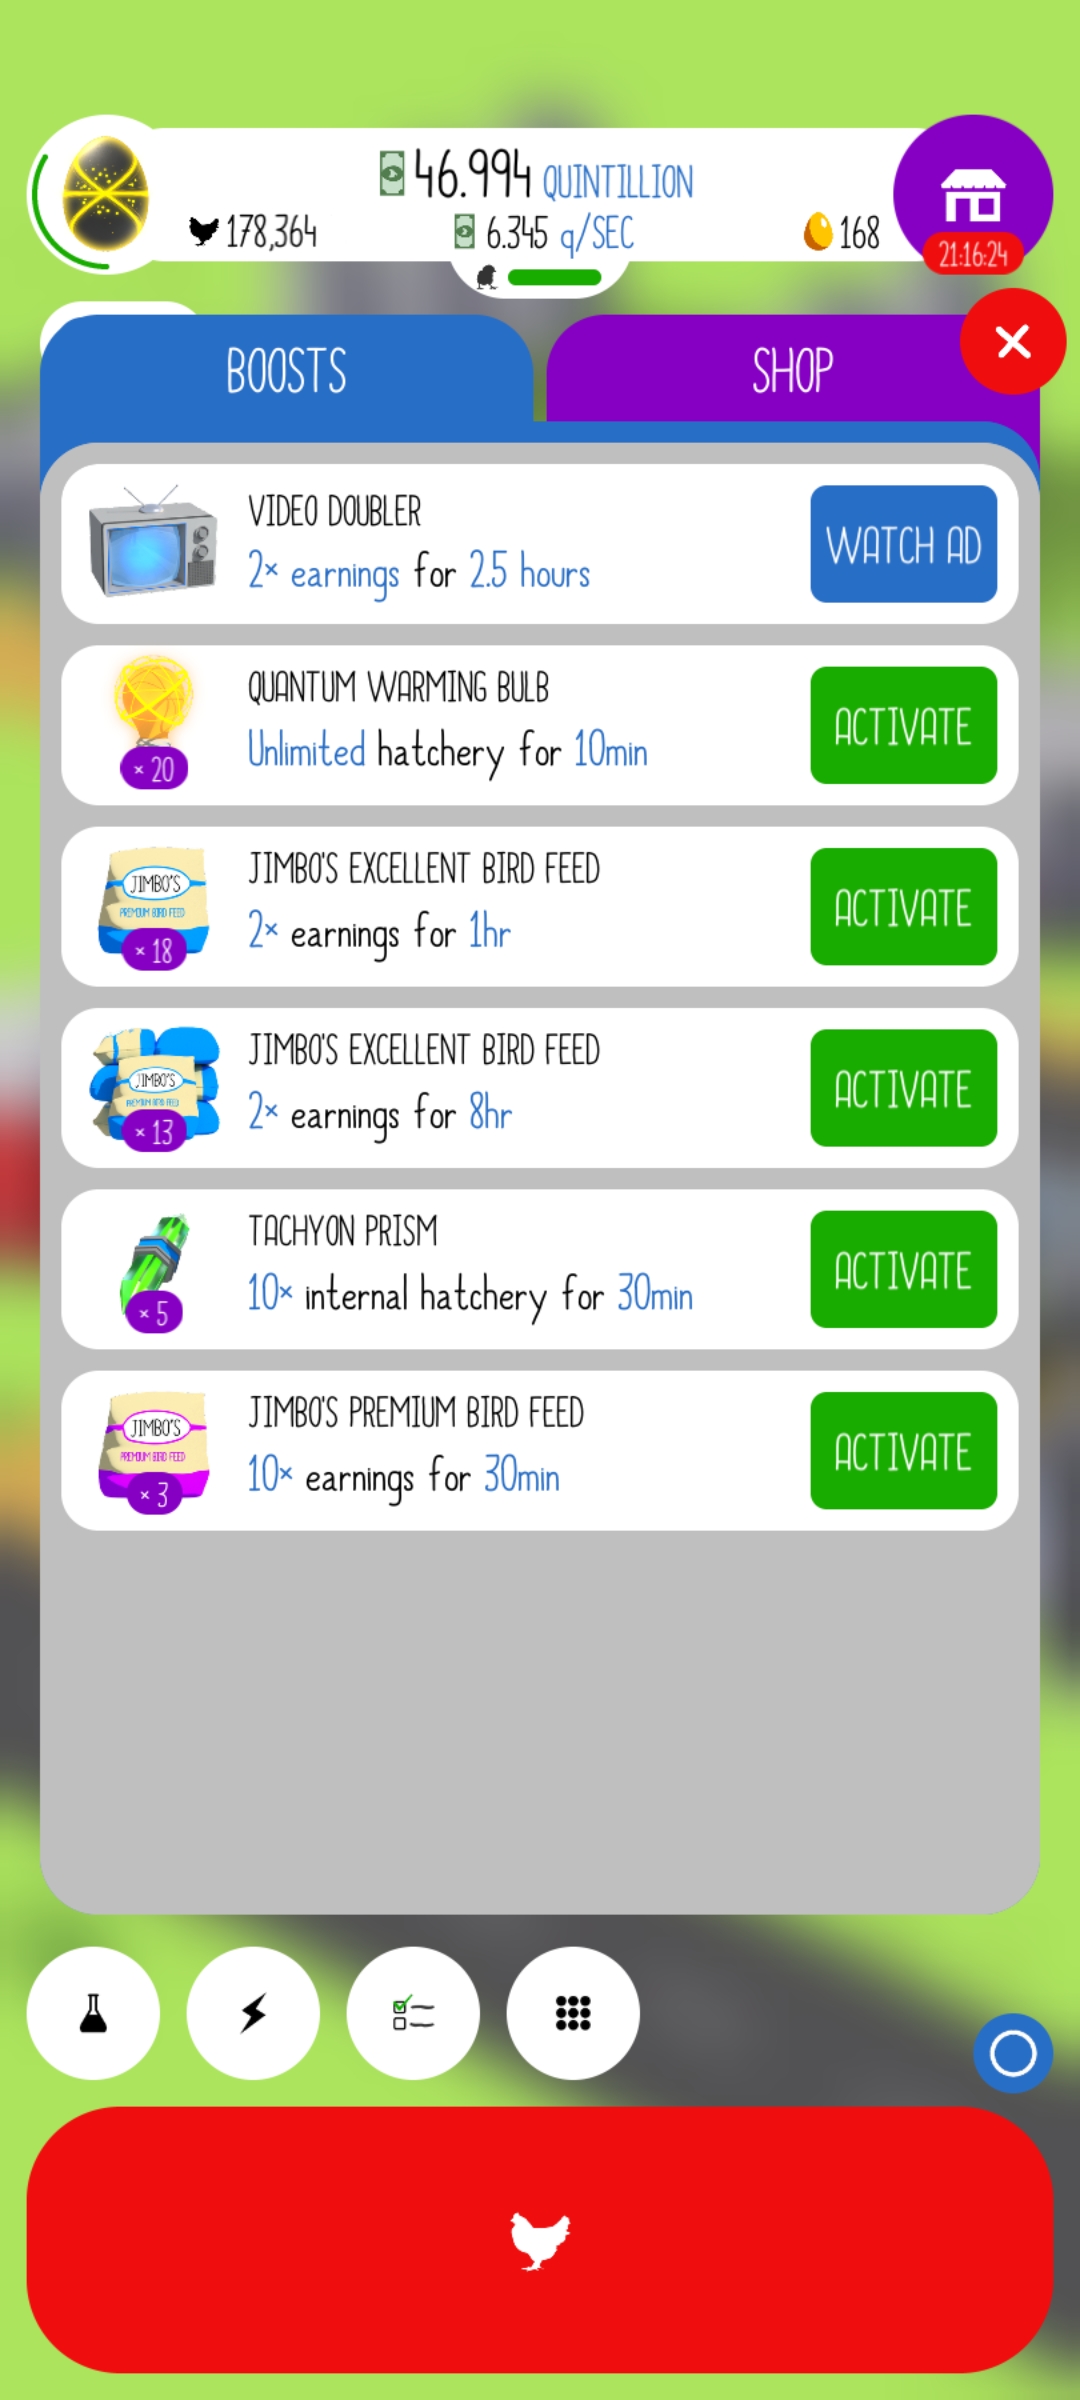 46.994 QUINTILLION
178,364
6.345 q/SEC
168
21:16:24
BOOSTS
SHOP
VIDEO DOUBLER
2× earnings for 2.5 hours
WATCH AD
QUANTUM WARMING BULB
Unlimited hatchery for 10min
× 20
ACTIVATE
JIMBO'S
PREMIUM BIRD FEED
× 18
JIMBO'S EXCELLENT BIRD FEED
2× earnings for 1hr
ACTIVATE
JIMBO'S
PREMIUM BIRD FEED
× 13
JIMBO'S EXCELLENT BIRD FEED
2× earnings for 8hr
ACTIVATE
× 5
TACHYON PRISM
10× internal hatchery for 30min
ACTIVATE
JIMBO'S
PREMIUM BIRD FEED
× 3
JIMBO'S PREMIUM BIRD FEED
10× earnings for 30min
ACTIVATE